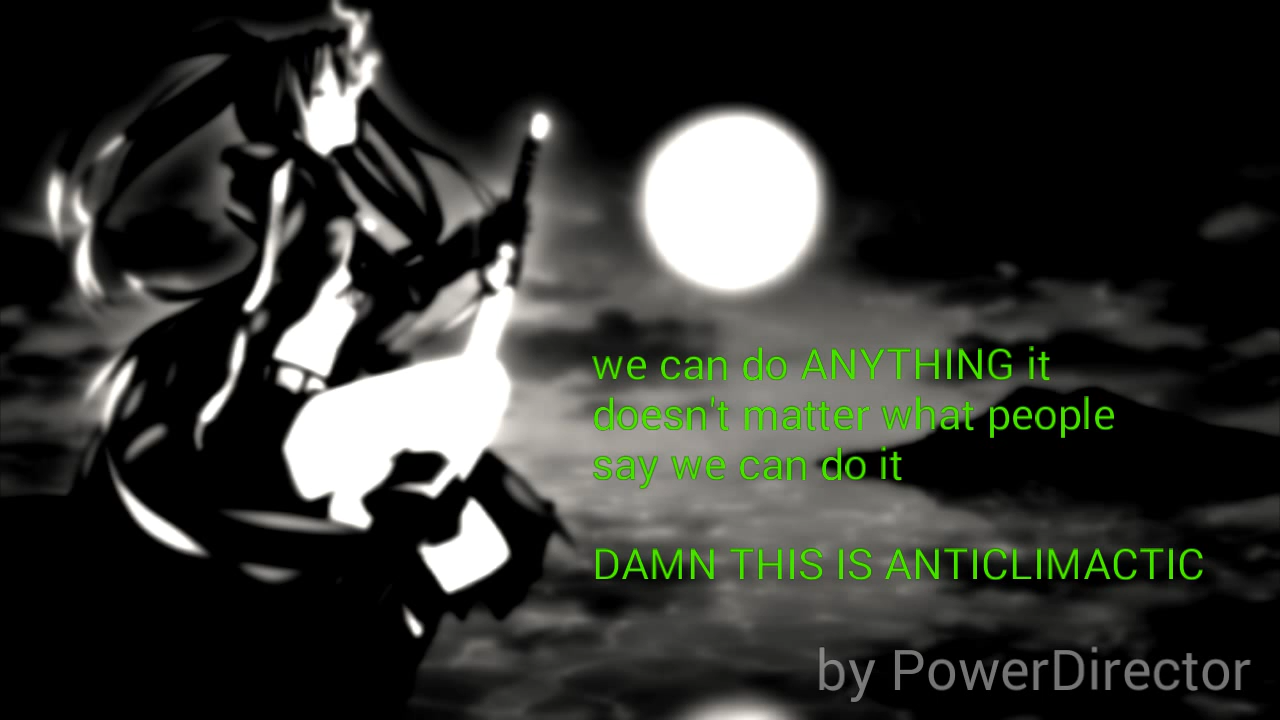 we can do ANYTHING it
doesn't matter what people
say we can do it
DAMN THIS IS ANTICLIMACTIC
by PowerDirector